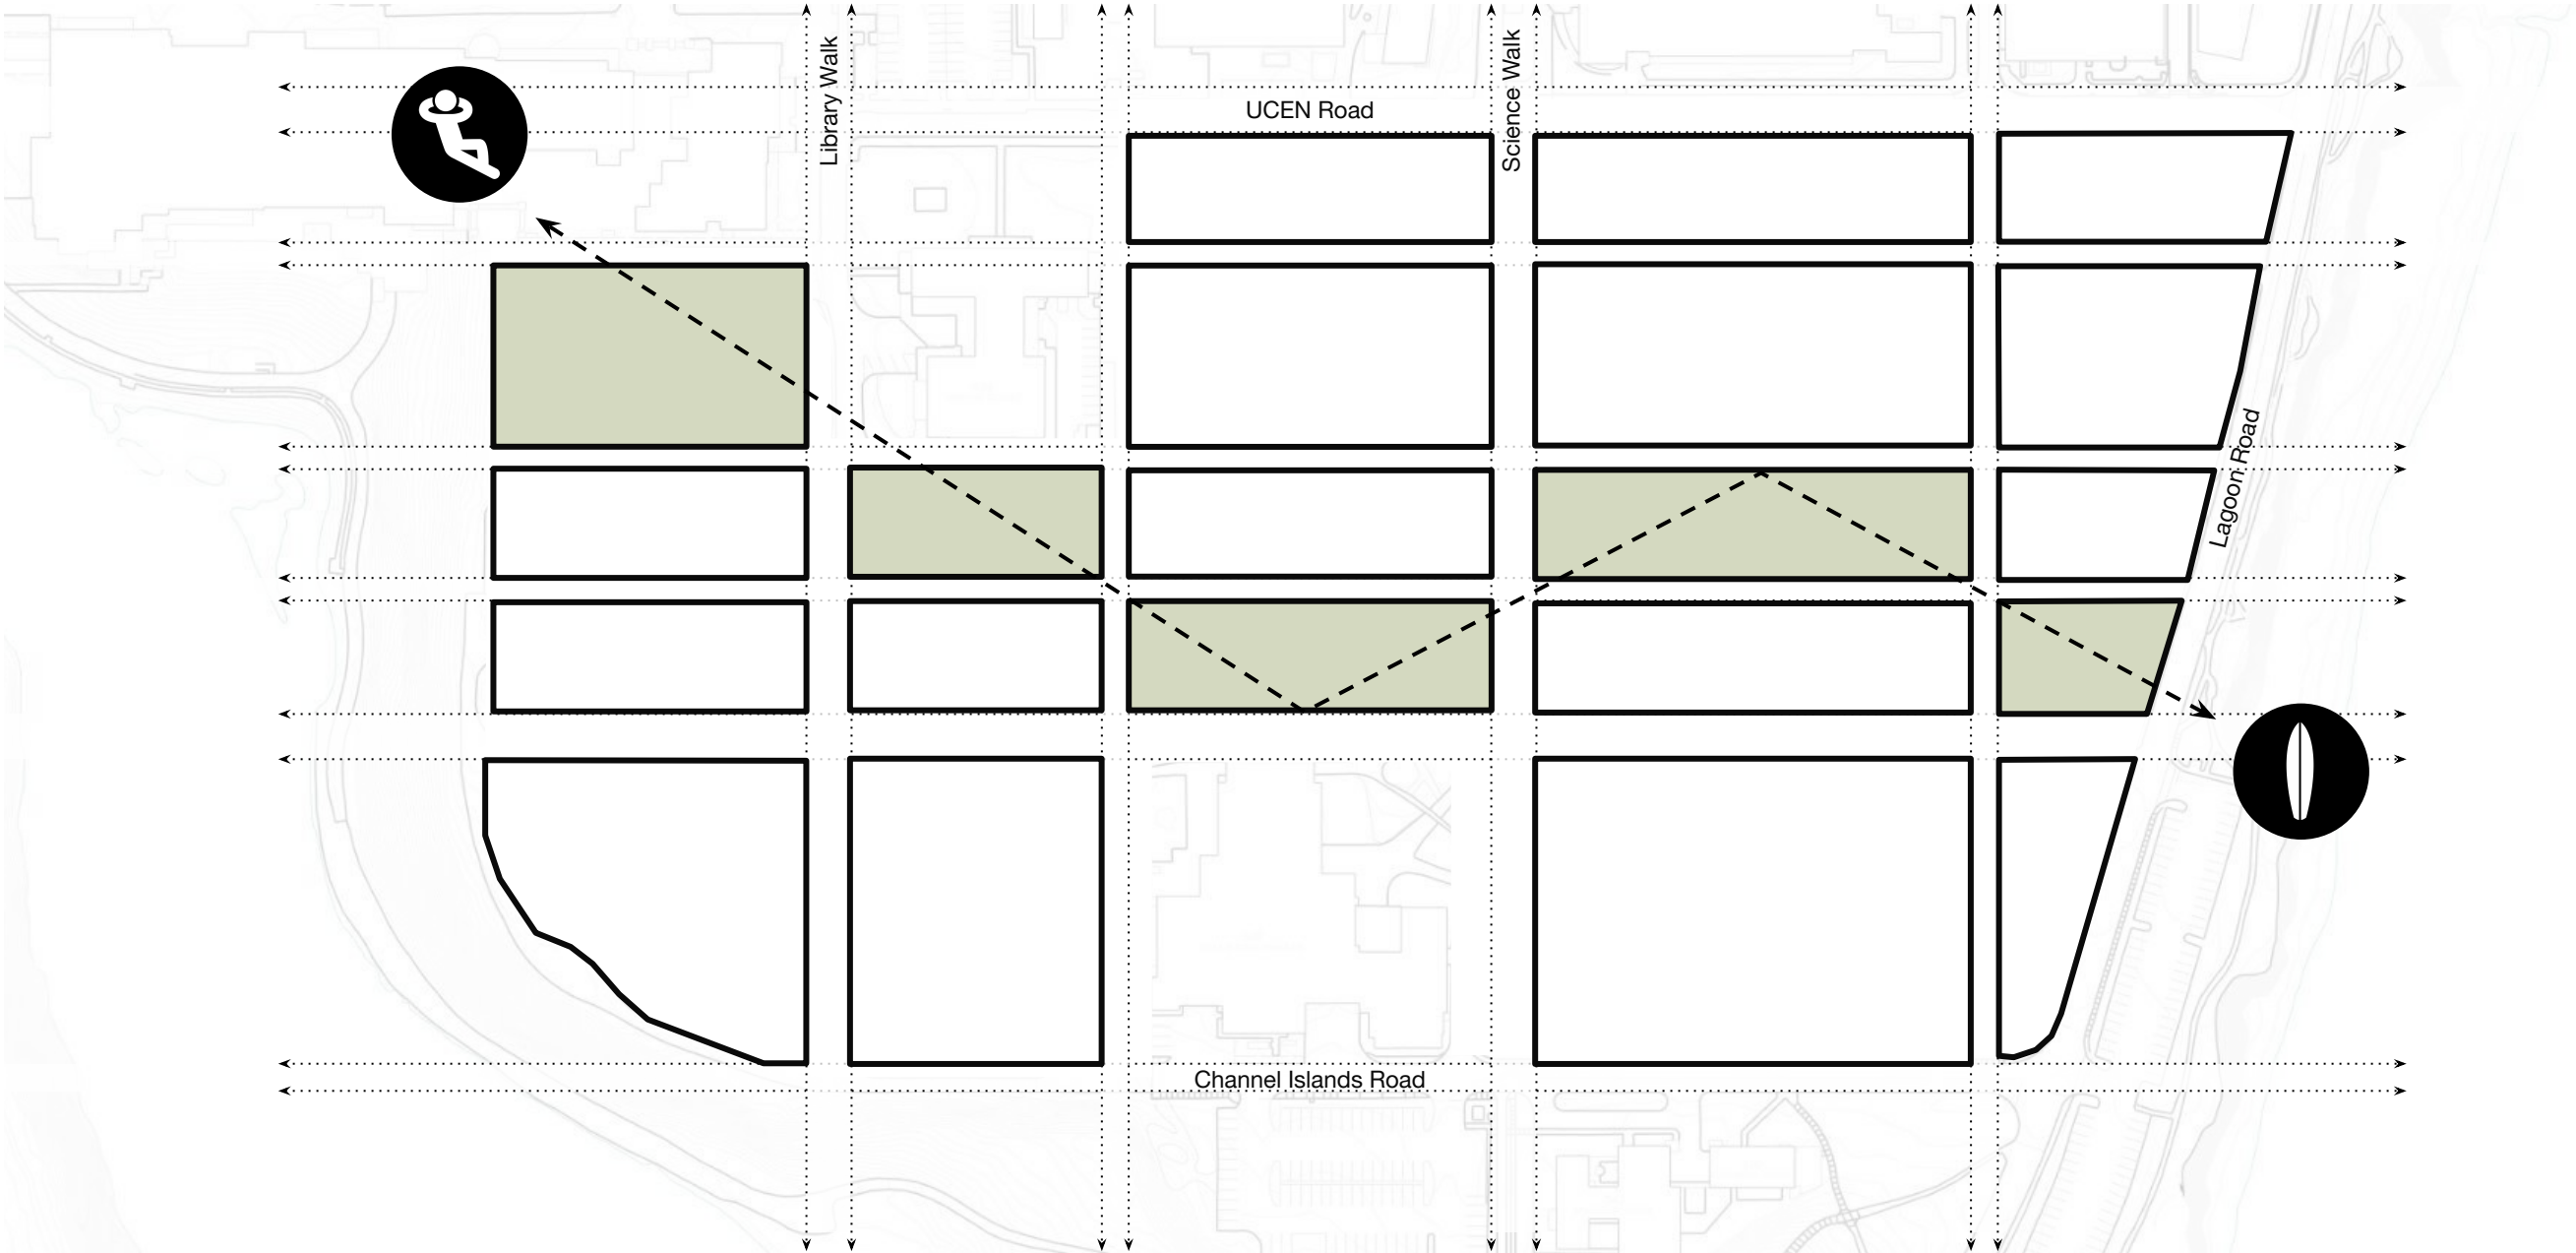 Library Walk
UCEN Road
Science Walk
Lagoon Road
Channel Islands Road